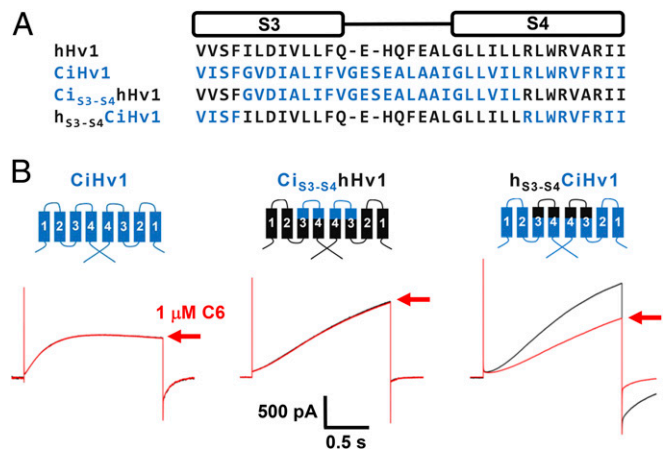 A
S3 S4
hHv1 VVSFILDIVLLFQ-E-HQFEALGLLILLRLWRVARII
CiHv1 VISFGVDIALIFVGESEALAAIGLLVILRLWRVFRII
CiS3-S4hHv1 VVSFGVDIALIFVGESEALAAIGLLVILRLWRVARII
hS3-S4CiHv1 VISFILDIVLLFQ-E-HQFEALGLLILLRLWRVFRII
B
CiHv1 CiS3-S4hHv1 hS3-S4CiHv1
1 2 3 4 4 3 2 1 1 2 3 4 4 3 2 1 1 2 3 4 4 3 2 1
1 μM C6
500 pA
0.5 s